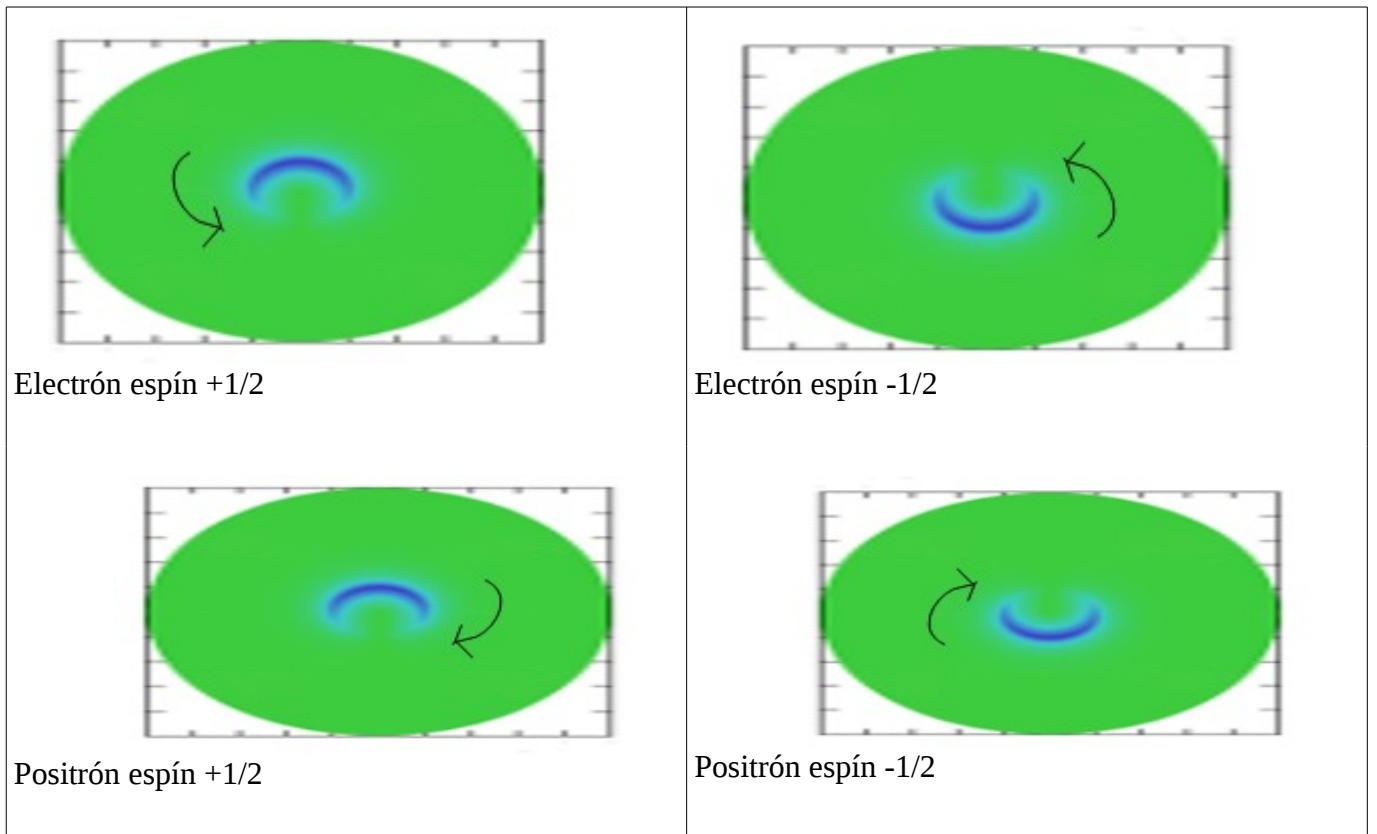 Electrón espín +1/2
Electrón espín -1/2
Positrón espín +1/2
Positrón espín -1/2